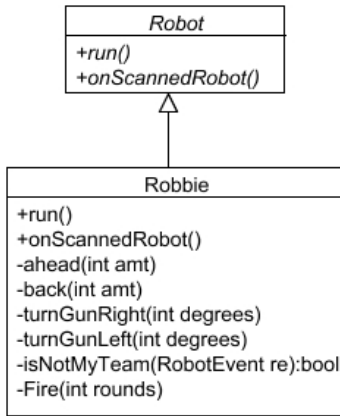 Robot
+run()
+onScannedRobot()
Robbie
+run()
+onScannedRobot()
-ahead(int amt)
-back(int amt)
-turnGunRight(int degrees)
-turnGunLeft(int degrees)
-isNotMyTeam(RobotEvent re):bool
-Fire(int rounds)